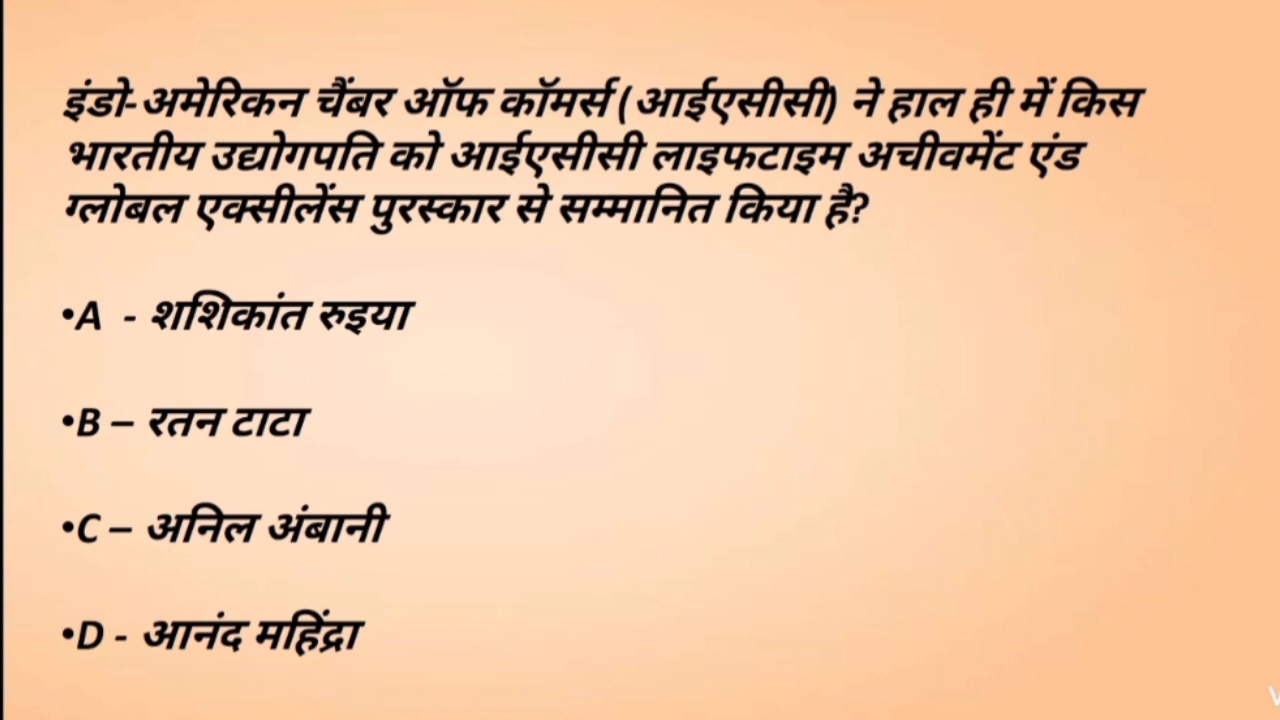 इंडो-अमेरिकन चैंबर ऑफ कॉमर्स (आईएसीसी) ने हाल ही में किस
भारतीय उद्योगपति को आईएसीसी लाइफटाइम अचीवमेंट एंड
ग्लोबल एक्सीलेंस पुरस्कार से सम्मानित किया है?
•A - शशिकांत रुइया
•B – रतन टाटा
•C – अनिल अंबानी
•D - आनंद महिंद्रा